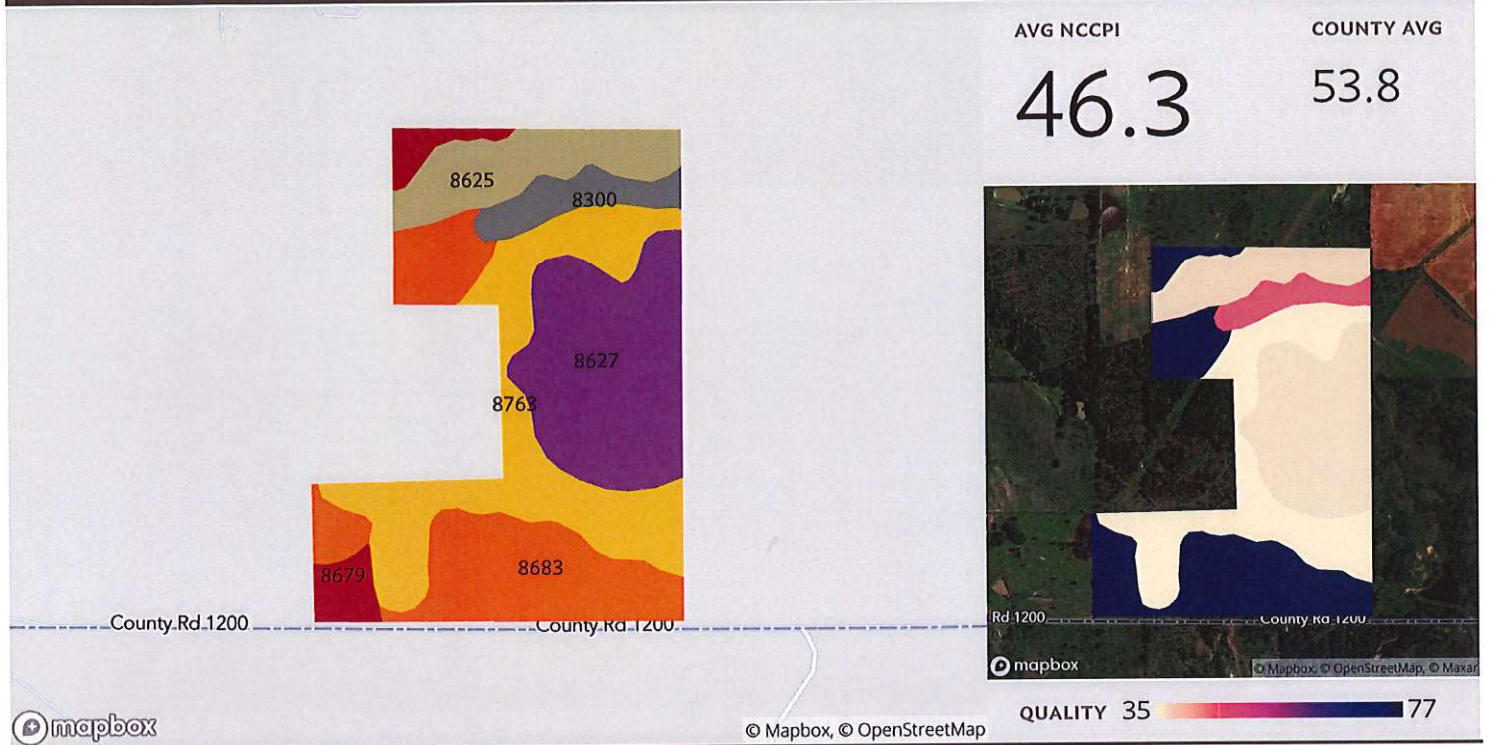 AVG NCCPI
46.3
COUNTY AVG
53.8
8625
8300
8627
8763
8679
8683
County Rd 1200
County Rd 1200
mapbox
© Mapbox, © OpenStreetMap
Rd 1200
County Rd 1200
mapbox
© Mapbox, © OpenStreetMap, © Maxar
QUALITY 35 77